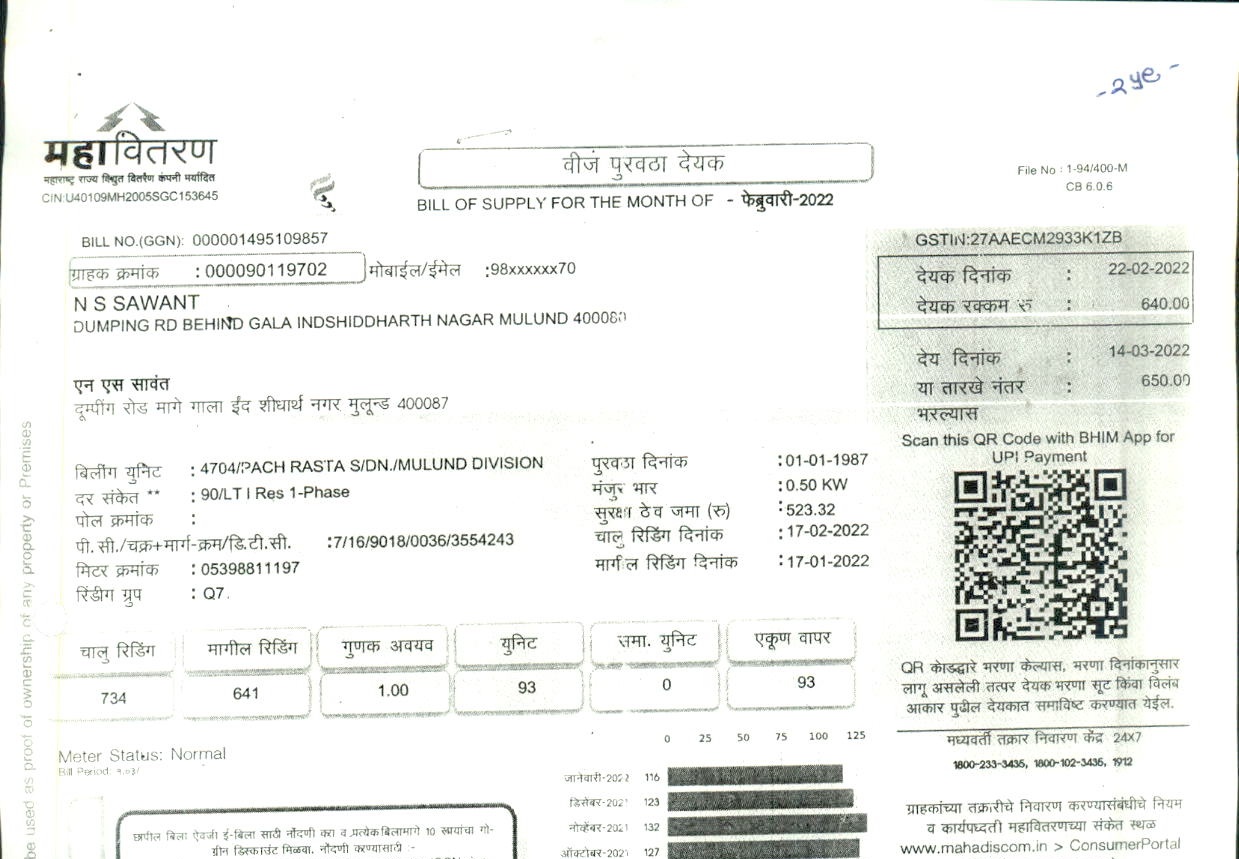 - 2 ye -
महावितरण
महाराष्ट्र राज्य विद्युत वितरण कंपनी मर्यादित
CIN:U40109MH2005SGC153645
वीज पुरवठा देयक
BILL OF SUPPLY FOR THE MONTH OF - फेब्रुवारी-2022
File No : 1-94/400-M
CB 6.0.6
BILL NO.(GGN): 000001495109857
ग्राहक क्रमांक : 000090119702 मोबाईल/ईमेल :98xxxxxx70
N S SAWANT
DUMPING RD BEHIND GALA INDSHIDDHARTH NAGAR MULUND
एन एस सावंत
दूम्पींग रोड मागे गाला ईंद शीधार्थ नगर मुलून्ड 400087
GSTIN:27AAECM2933K1ZB
देयक दिनांक : 22-02-2022
देयक रक्कम रु : 640.00
देय दिनांक : 14-03-2022
या तारखे नंतर : 650.00
भरल्यास
Scan this QR Code with BHIM App for
UPI Payment
बिलींग युनिट : 4704/PACH RASTA S/DN./MULUND DIVISION
दर संकेत ** : 90/LT I Res 1-Phase
पोल क्रमांक :
पी.सी./चक्र+मार्ग-क्रम/डि.टी.सी. :7/16/9018/0036/3554243
मिटर क्रमांक : 05398811197
रिडींग ग्रुप : Q7
पुरवठा दिनांक :01-01-1987
मंजुर भार :0.50 KW
सुरक्षा ठेव जमा (रु) :523.32
चालु रिडिंग दिनांक :17-02-2022
मागील रिडिंग दिनांक :17-01-2022
चालु रिडिंग मागील रिडिंग गुणक अवयव युनिट समा. युनिट एकूण वापर
734 641 1.00 93 0 93
QR कोडद्वारे भरणा केल्यास, भरणा दिनांकानुसार
लागू असलेली तत्पर देयक भरणा सूट किंवा विलंब
आकार पुढील देयकात समाविष्ट करण्यात येईल.
मध्यवर्ती तक्रार निवारण केंद्र 24X7
1800-233-3435, 1800-102-3435, 1912
ग्राहकांच्या तक्रारीचे निवारण करण्यासंबंधीचे नियम
व कार्यपध्दती महावितरणच्या संकेत स्थळ
www.mahadiscom.in > ConsumerPortal
Meter Status: Normal
Bill Period:
0 25 50 75 100 125
जानेवारी-2022 116
डिसेंबर-2021 123
नोव्हेंबर-2021 132
ऑक्टोबर-2021 127
छापील बिला ऐवजी ई-बिला साठी नोंदणी करा व प्रत्येक बिलामागे 10 रुपयांचा गो-
ग्रीन डिस्काउंट मिळवा. नोंदणी करण्यासाठी :-
be used as proof of ownership of any property or Premises